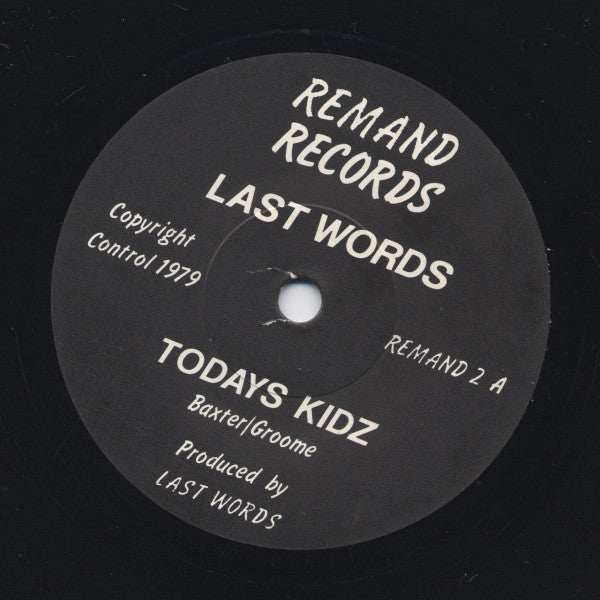 REMAND
RECORDS
LAST WORDS
Copyright
Control 1979
REMAND 2 A
TODAYS KIDZ
Baxter/Groome
Produced by
LAST WORDS